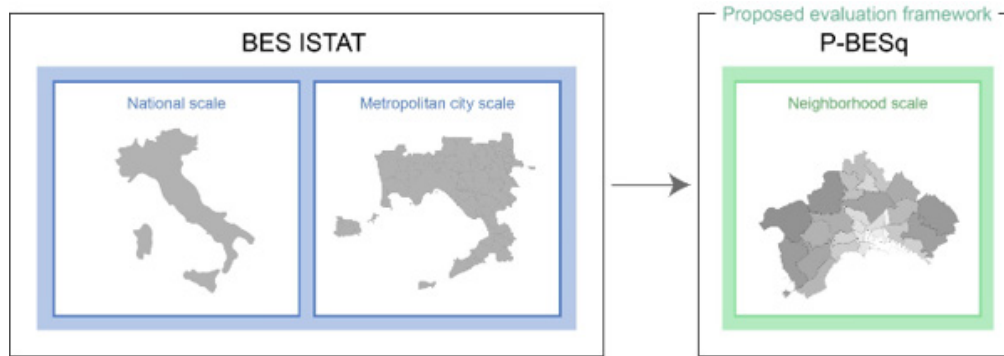 BES ISTAT
National scale
Metropolitan city scale
Proposed evaluation framework
P-BESq
Neighborhood scale